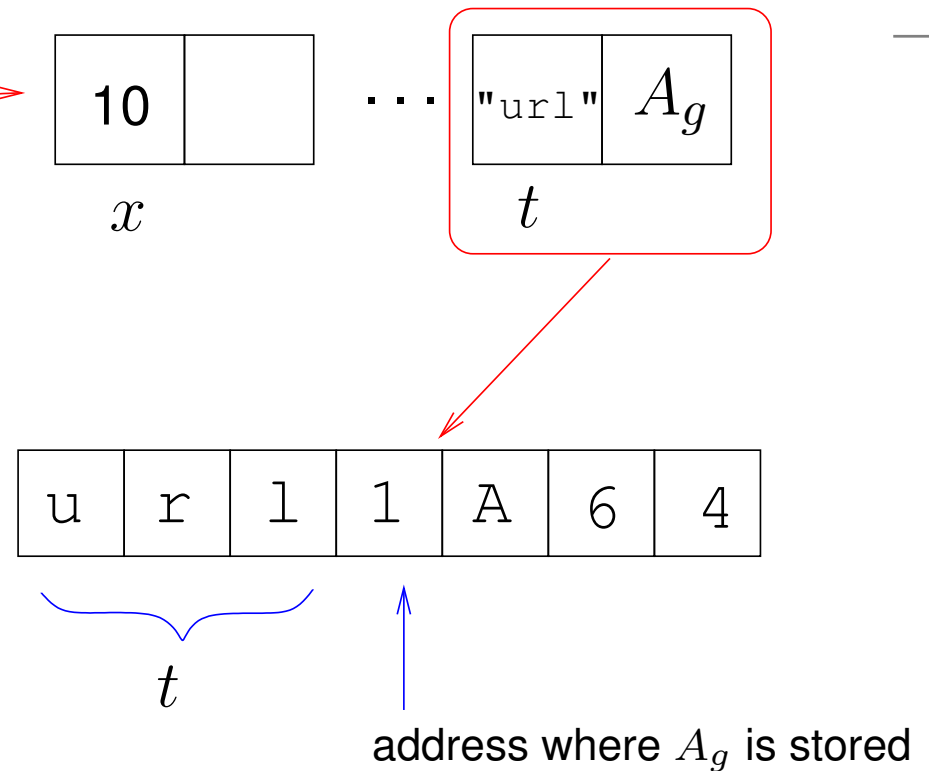 10 ... "url" A_g
x t
u r l 1 A 6 4
t
address where A_g is stored